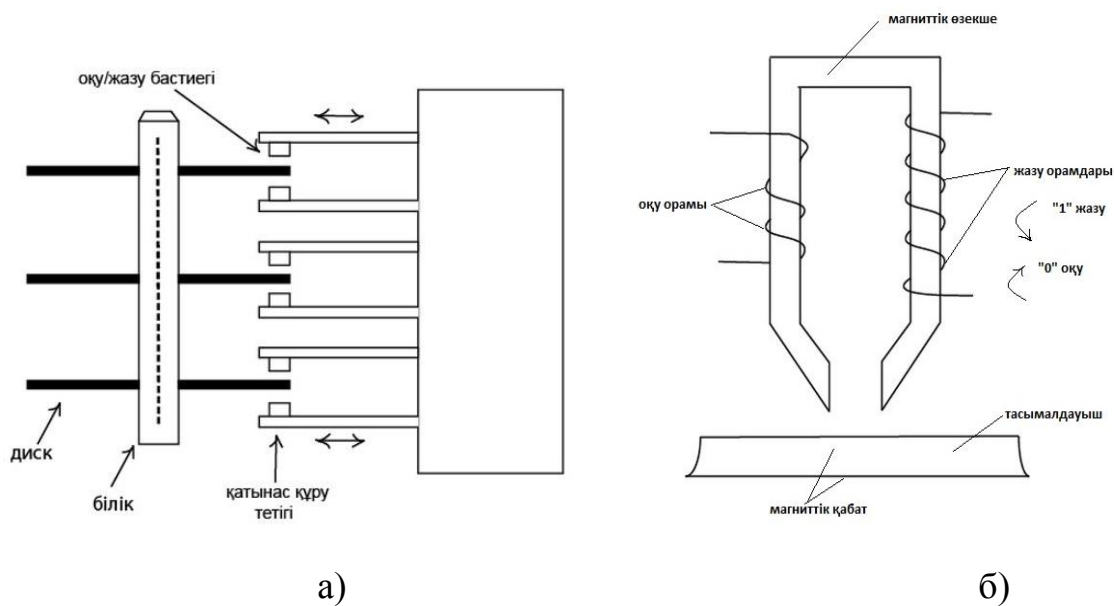 оқу/жазу бастиегі
диск
білік
қатынас құру
тетігі
а)
магниттік өзекше
оқу орамы
жазу орамдары
"1" жазу
"0" оқу
тасымалдауыш
магниттік қабат
б)